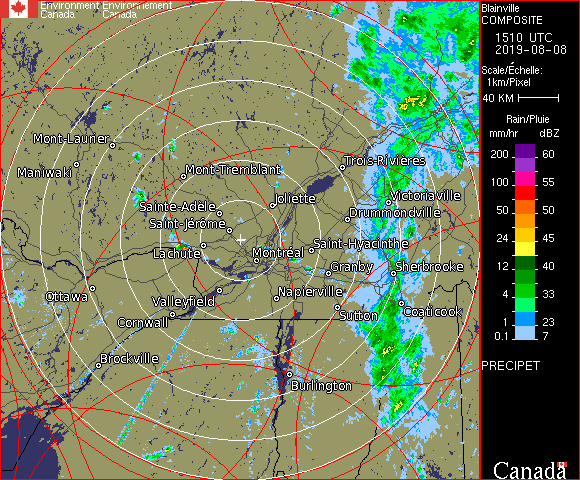 Environment Environnement
Canada Canada
Blainville
COMPOSITE
1510 UTC
2019-08-08
Scale/Échelle:
1km/Pixel
40 KM
Rain/Pluie
mm/hr dBZ
200 60
100 55
50 50
24 45
12 40
4 33
1 23
0.1 7
PRECIPET
Canada
Mont-Laurier
Maniwaki
Mont-Tremblant
Trois-Rivieres
Sainte-Adele
Joliette
Victoriaville
Saint-Jérôme
Drummondville
Lachute
Montréal
Saint-Hyacinthe
Granby
Sherbrooke
Ottawa
Valleyfield
Napierville
Cornwall
Sutton
Coaticook
Brockville
Burlington